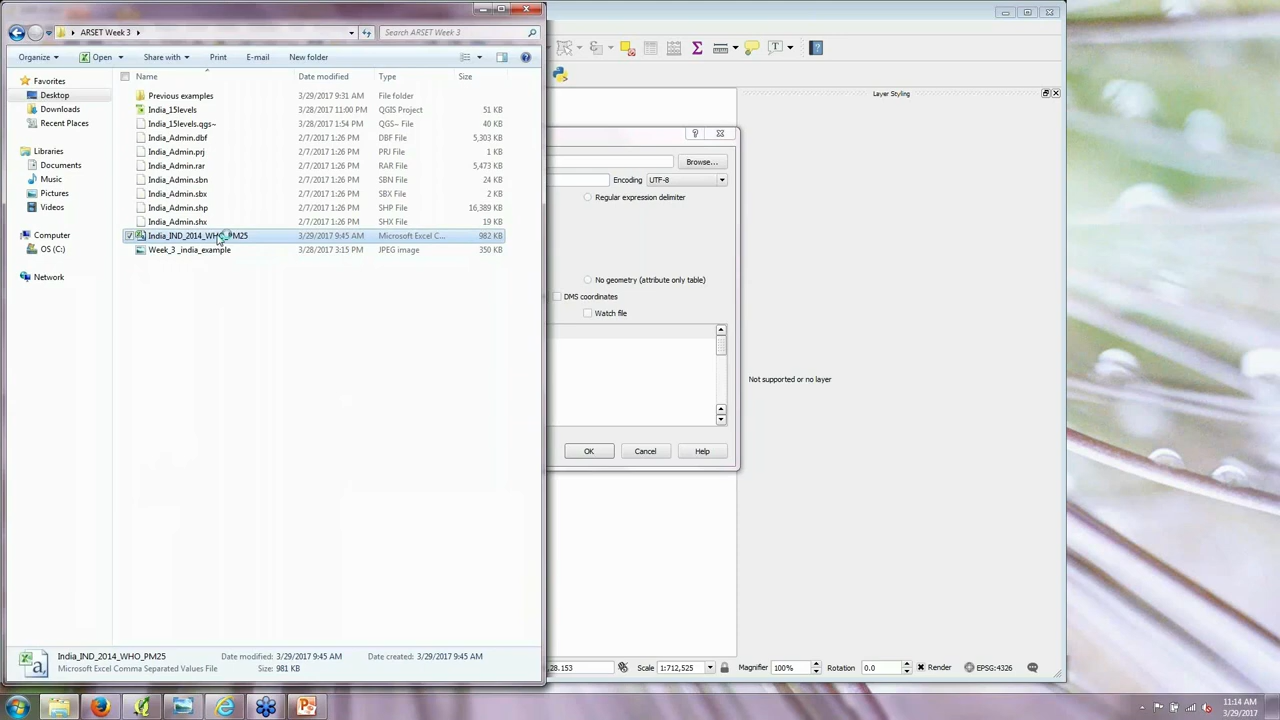 ARSET Week 3
Search ARSET Week 3
Organize
Open
Share with
Print
E-mail
New folder
Name
Date modified
Type
Size
Favorites
Desktop
Downloads
Recent Places
Libraries
Documents
Music
Pictures
Videos
Computer
OS (C:)
Network
Previous examples 3/29/2017 9:31 AM File folder
India_15levels 3/28/2017 11:00 PM QGIS Project 51 KB
India_15levels.qgs~ 3/28/2017 1:54 PM QGS~ File 40 KB
India_Admin.dbf 2/7/2017 1:26 PM DBF File 5,303 KB
India_Admin.prj 2/7/2017 1:26 PM PRJ File 1 KB
India_Admin.rar 2/7/2017 1:26 PM RAR File 5,473 KB
India_Admin.sbn 2/7/2017 1:26 PM SBN File 24 KB
India_Admin.sbx 2/7/2017 1:26 PM SBX File 2 KB
India_Admin.shp 2/7/2017 1:26 PM SHP File 16,389 KB
India_Admin.shx 2/7/2017 1:26 PM SHX File 19 KB
India_IND_2014_WHO_PM25 3/29/2017 9:45 AM Microsoft Excel C... 982 KB
Week_3 _india_example 3/28/2017 3:15 PM JPEG image 350 KB
India_IND_2014_WHO_PM25 Date modified: 3/29/2017 9:45 AM Date created: 3/29/2017 9:45 AM
Microsoft Excel Comma Separated Values File Size: 981 KB
Layer Styling
Browse...
Encoding UTF-8
Regular expression delimiter
No geometry (attribute only table)
DMS coordinates
Watch file
OK
Cancel
Help
Not supported or no layer
28.153 Scale 1:712,525 Magnifier 100% Rotation 0.0 Render EPSG:4326
11:14 AM
3/29/2017